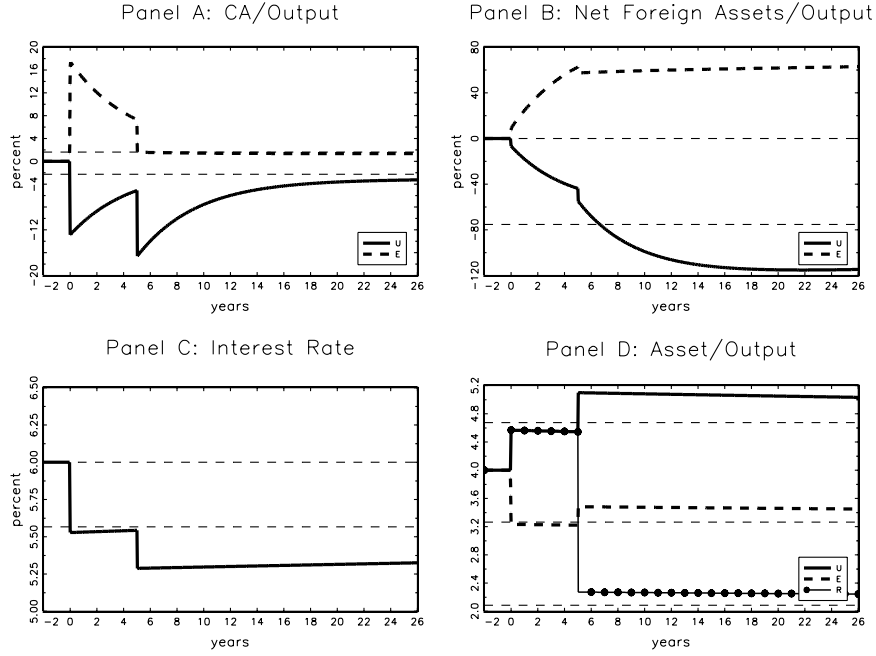 Panel A: CA/Output
Panel B: Net Foreign Assets/Output
percent
20
16
12
8
4
0
-4
-12
-20
U
E
-2 0 2 4 6 8 10 12 14 16 18 20 22 24 26
years
percent
80
40
0
-40
-80
-120
U
E
-2 0 2 4 6 8 10 12 14 16 18 20 22 24 26
years
Panel C: Interest Rate
Panel D: Asset/Output
percent
6.50
6.25
6.00
5.75
5.50
5.25
5.00
-2 0 2 4 6 8 10 12 14 16 18 20 22 24 26
years
5.2
4.8
4.4
4.0
3.6
3.2
2.8
2.4
2.0
U
E
R
-2 0 2 4 6 8 10 12 14 16 18 20 22 24 26
years